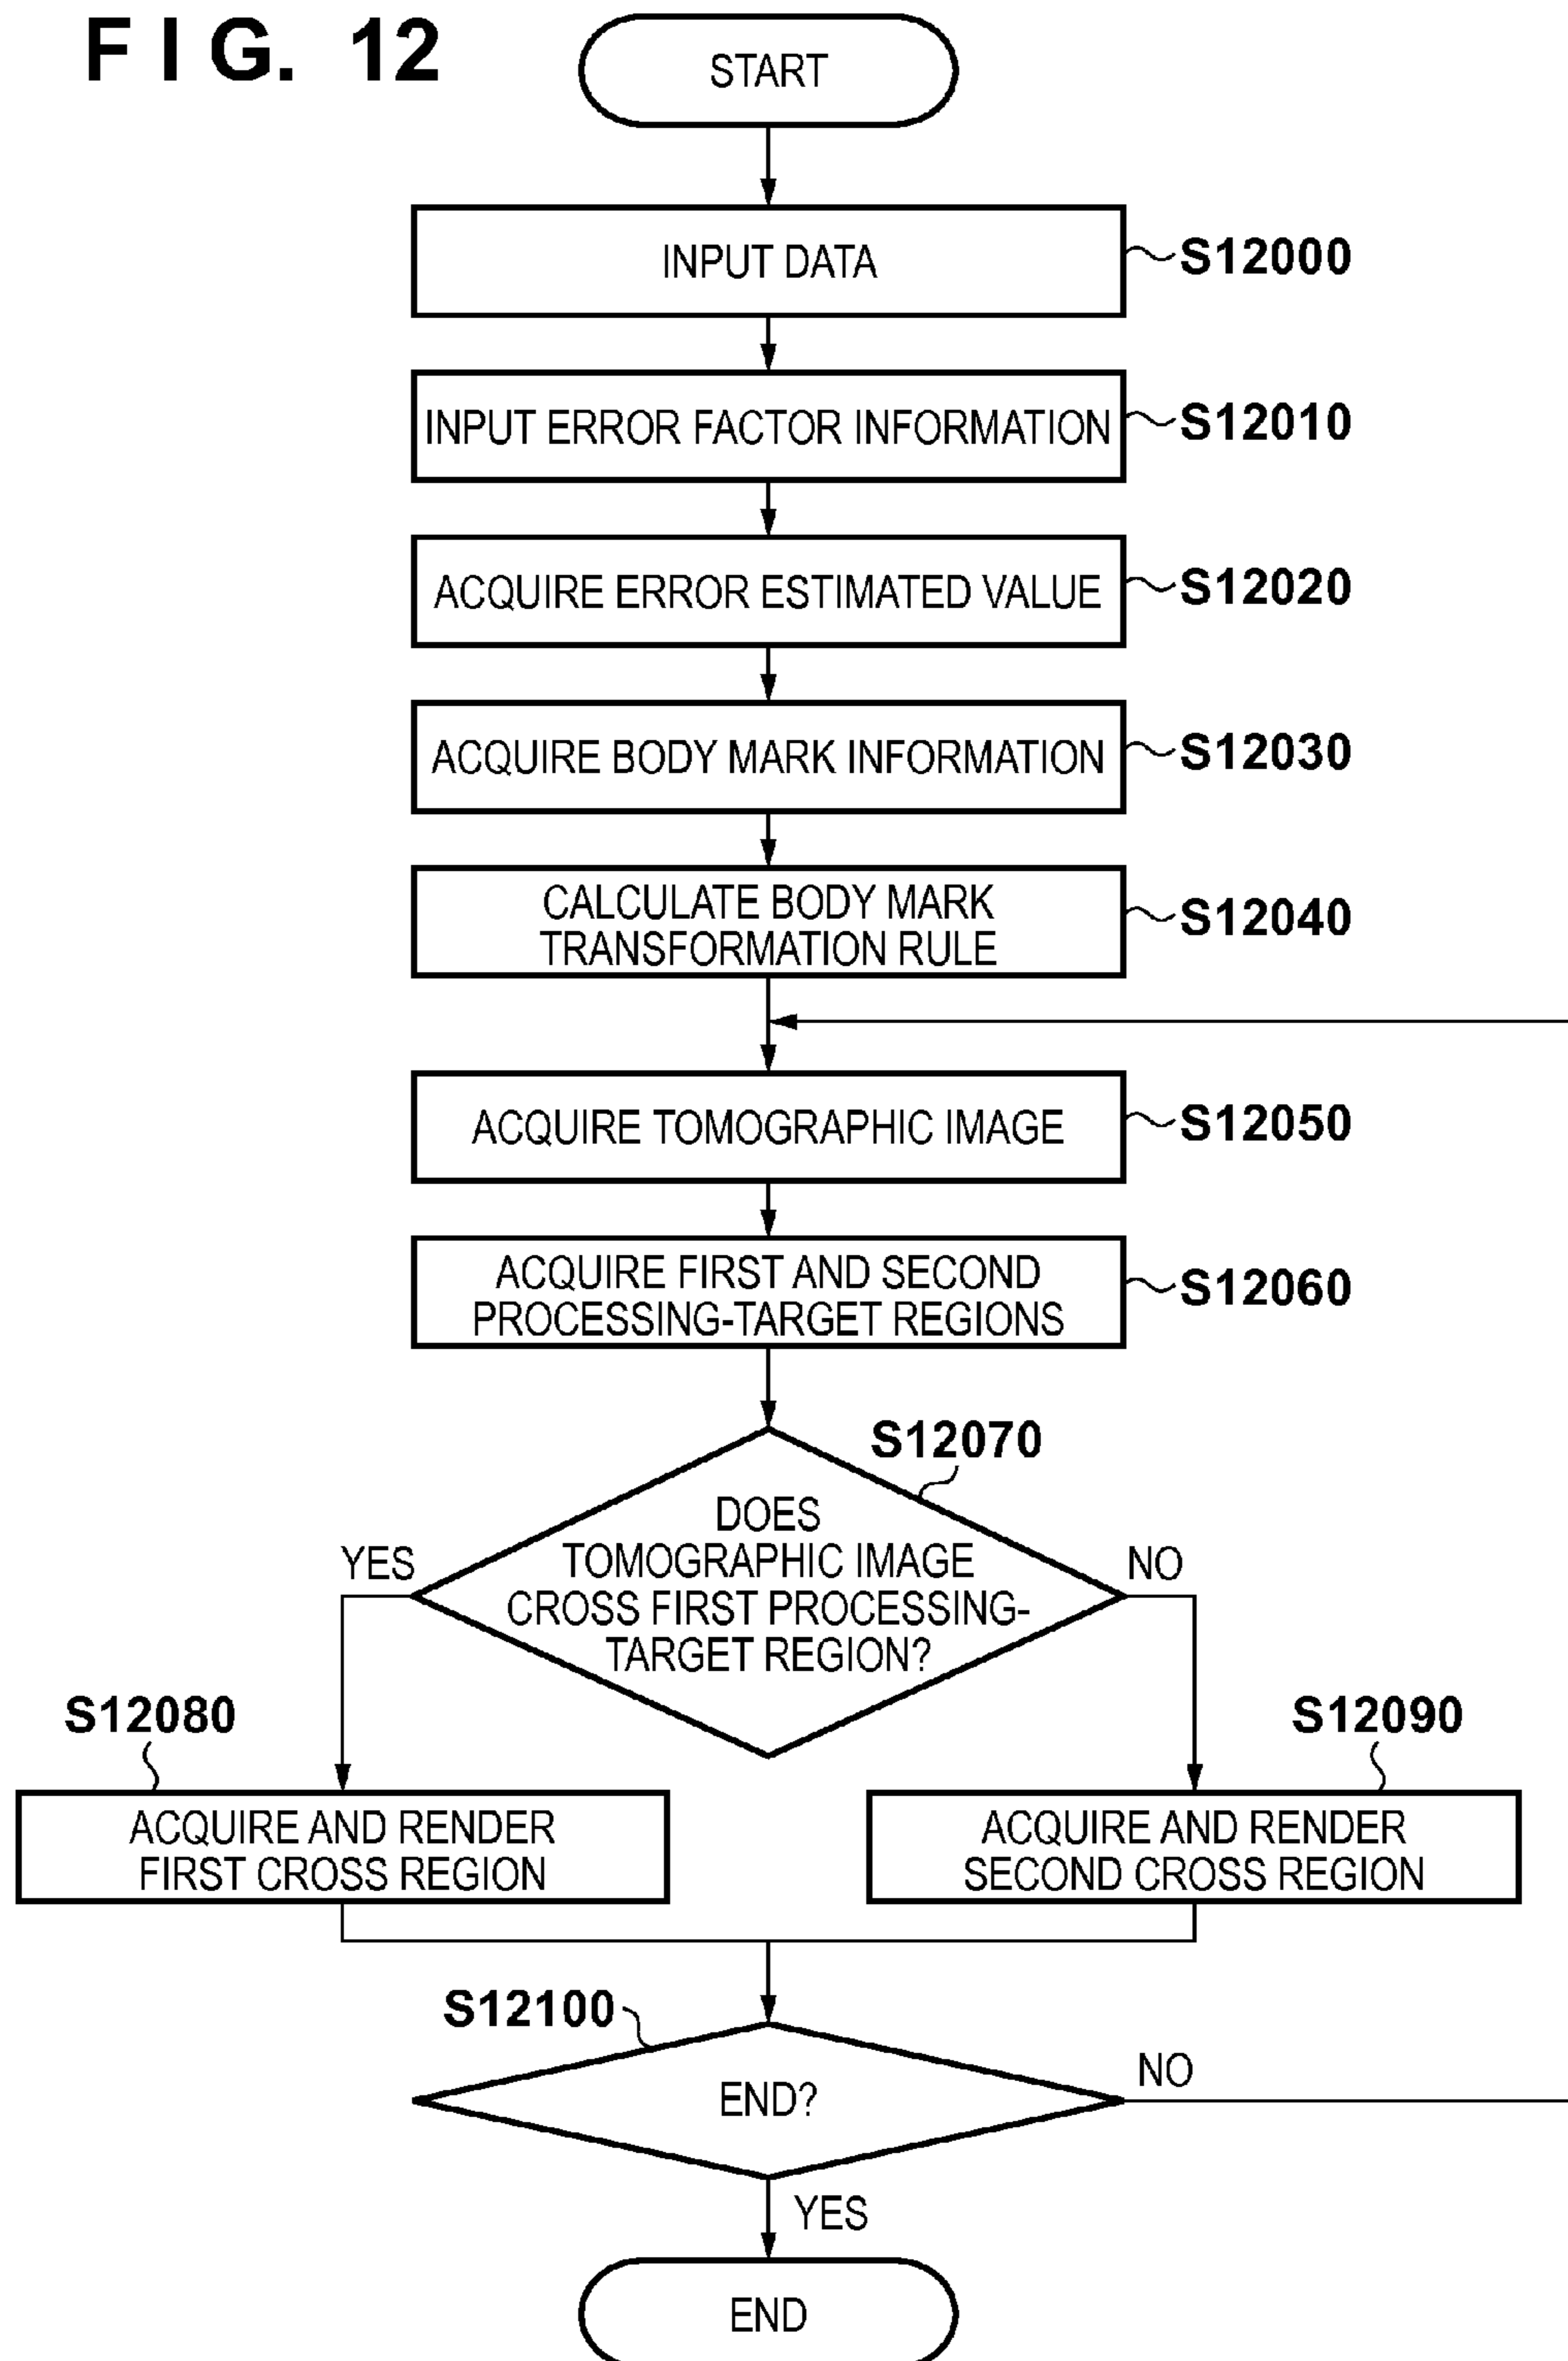 FIG. 12
START
INPUT DATA
S12000
INPUT ERROR FACTOR INFORMATION
S12010
ACQUIRE ERROR ESTIMATED VALUE
S12020
ACQUIRE BODY MARK INFORMATION
S12030
CALCULATE BODY MARK
TRANSFORMATION RULE
S12040
ACQUIRE TOMOGRAPHIC IMAGE
S12050
ACQUIRE FIRST AND SECOND
PROCESSING-TARGET REGIONS
S12060
S12070
DOES
TOMOGRAPHIC IMAGE
CROSS FIRST PROCESSING-
TARGET REGION?
YES
NO
S12080
ACQUIRE AND RENDER
FIRST CROSS REGION
S12090
ACQUIRE AND RENDER
SECOND CROSS REGION
S12100
END?
NO
YES
END